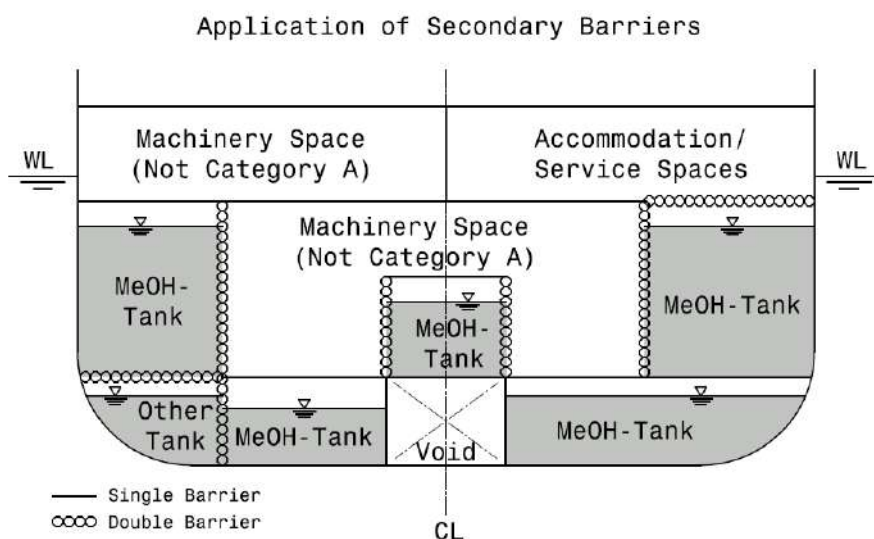 Application of Secondary Barriers
Machinery Space
(Not Category A)
Accommodation/
Service Spaces
WL
WL
Machinery Space
(Not Category A)
MeOH-
Tank
MeOH-
Tank
MeOH-Tank
Other
Tank
MeOH-Tank
Void
MeOH-Tank
Single Barrier
Double Barrier
CL